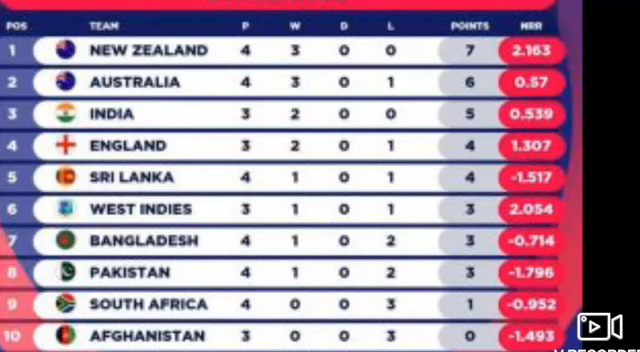 POS TEAM P W D L POINTS NRR
1 NEW ZEALAND 4 3 0 0 7 2.163
2 AUSTRALIA 4 3 0 1 6 0.57
3 INDIA 3 2 0 0 5 0.539
4 ENGLAND 3 2 0 1 4 1.307
5 SRI LANKA 4 1 0 1 4 -1.517
6 WEST INDIES 3 1 0 1 3 2.054
7 BANGLADESH 4 1 0 2 3 -0.714
8 PAKISTAN 4 1 0 2 3 -1.796
9 SOUTH AFRICA 4 0 0 3 1 -0.952
10 AFGHANISTAN 3 0 0 3 0 -1.493
V RECORDER